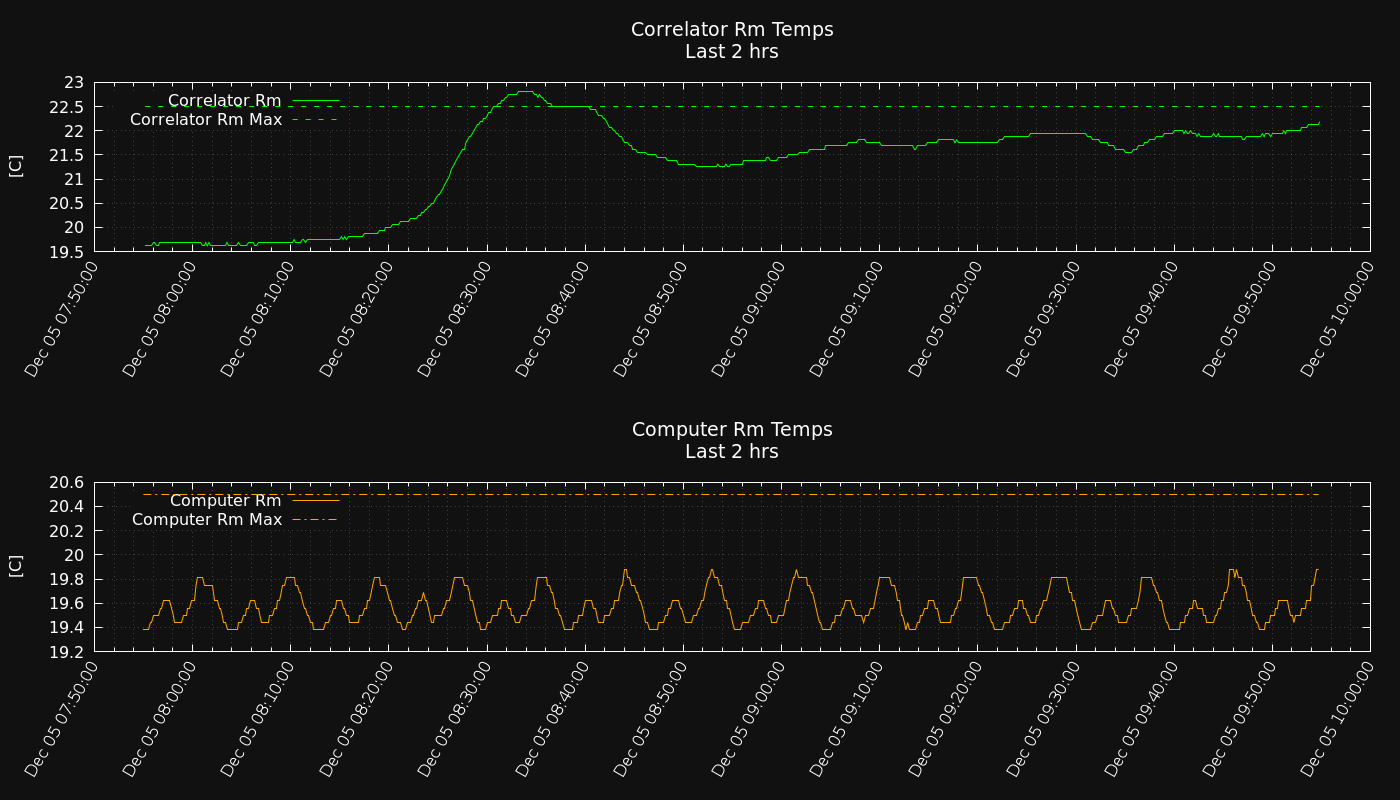 Correlator Rm Temps
Last 2 hrs
23
22.5
22
21.5
21
20.5
20
19.5
[C]
Correlator Rm
Correlator Rm Max
Dec 05 07:50:00
Dec 05 08:00:00
Dec 05 08:10:00
Dec 05 08:20:00
Dec 05 08:30:00
Dec 05 08:40:00
Dec 05 08:50:00
Dec 05 09:00:00
Dec 05 09:10:00
Dec 05 09:20:00
Dec 05 09:30:00
Dec 05 09:40:00
Dec 05 09:50:00
Dec 05 10:00:00
Computer Rm Temps
Last 2 hrs
20.6
20.4
20.2
20
19.8
19.6
19.4
19.2
[C]
Computer Rm
Computer Rm Max
Dec 05 07:50:00
Dec 05 08:00:00
Dec 05 08:10:00
Dec 05 08:20:00
Dec 05 08:30:00
Dec 05 08:40:00
Dec 05 08:50:00
Dec 05 09:00:00
Dec 05 09:10:00
Dec 05 09:20:00
Dec 05 09:30:00
Dec 05 09:40:00
Dec 05 09:50:00
Dec 05 10:00:00